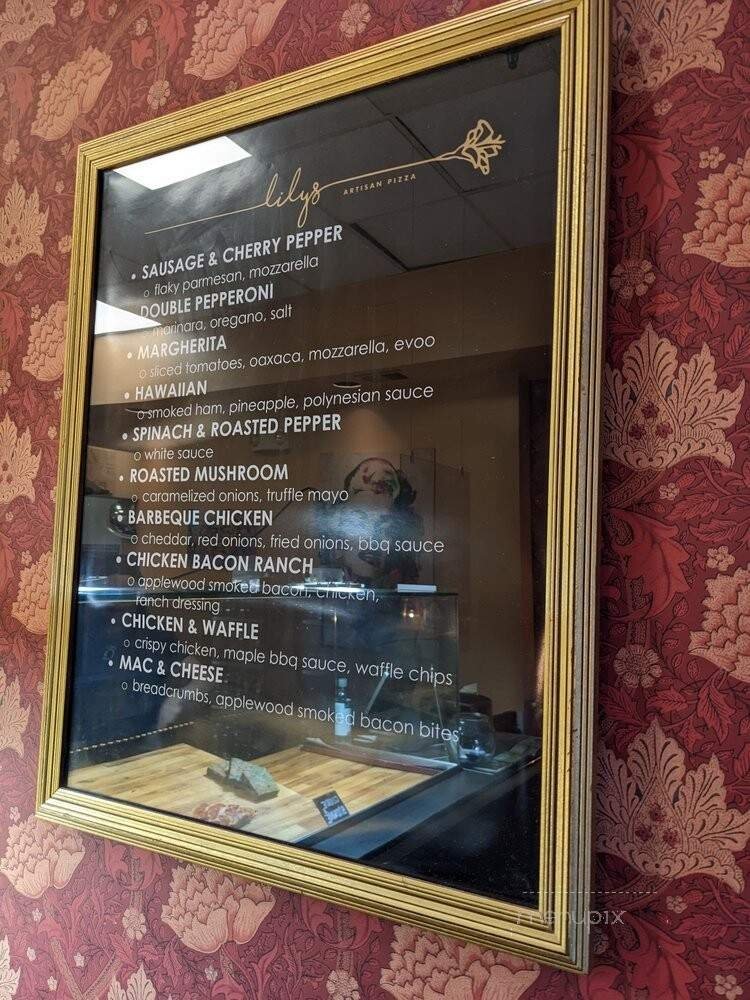 lilys ARTISAN PIZZA
• SAUSAGE & CHERRY PEPPER
o flaky parmesan, mozzarella
DOUBLE PEPPERONI
marinara, oregano, salt
• MARGHERITA
o sliced tomatoes, oaxaca, mozzarella, evoo
• HAWAIIAN
o smoked ham, pineapple, polynesian sauce
• SPINACH & ROASTED PEPPER
o white sauce
• ROASTED MUSHROOM
o caramelized onions, truffle mayo
• BARBEQUE CHICKEN
o cheddar, red onions, fried onions, bbq sauce
• CHICKEN BACON RANCH
o applewood smoked bacon, chicken,
ranch dressing
• CHICKEN & WAFFLE
o crispy chicken, maple bbq sauce, waffle chips
• MAC & CHEESE
o breadcrumbs, applewood smoked bacon bites
menupix